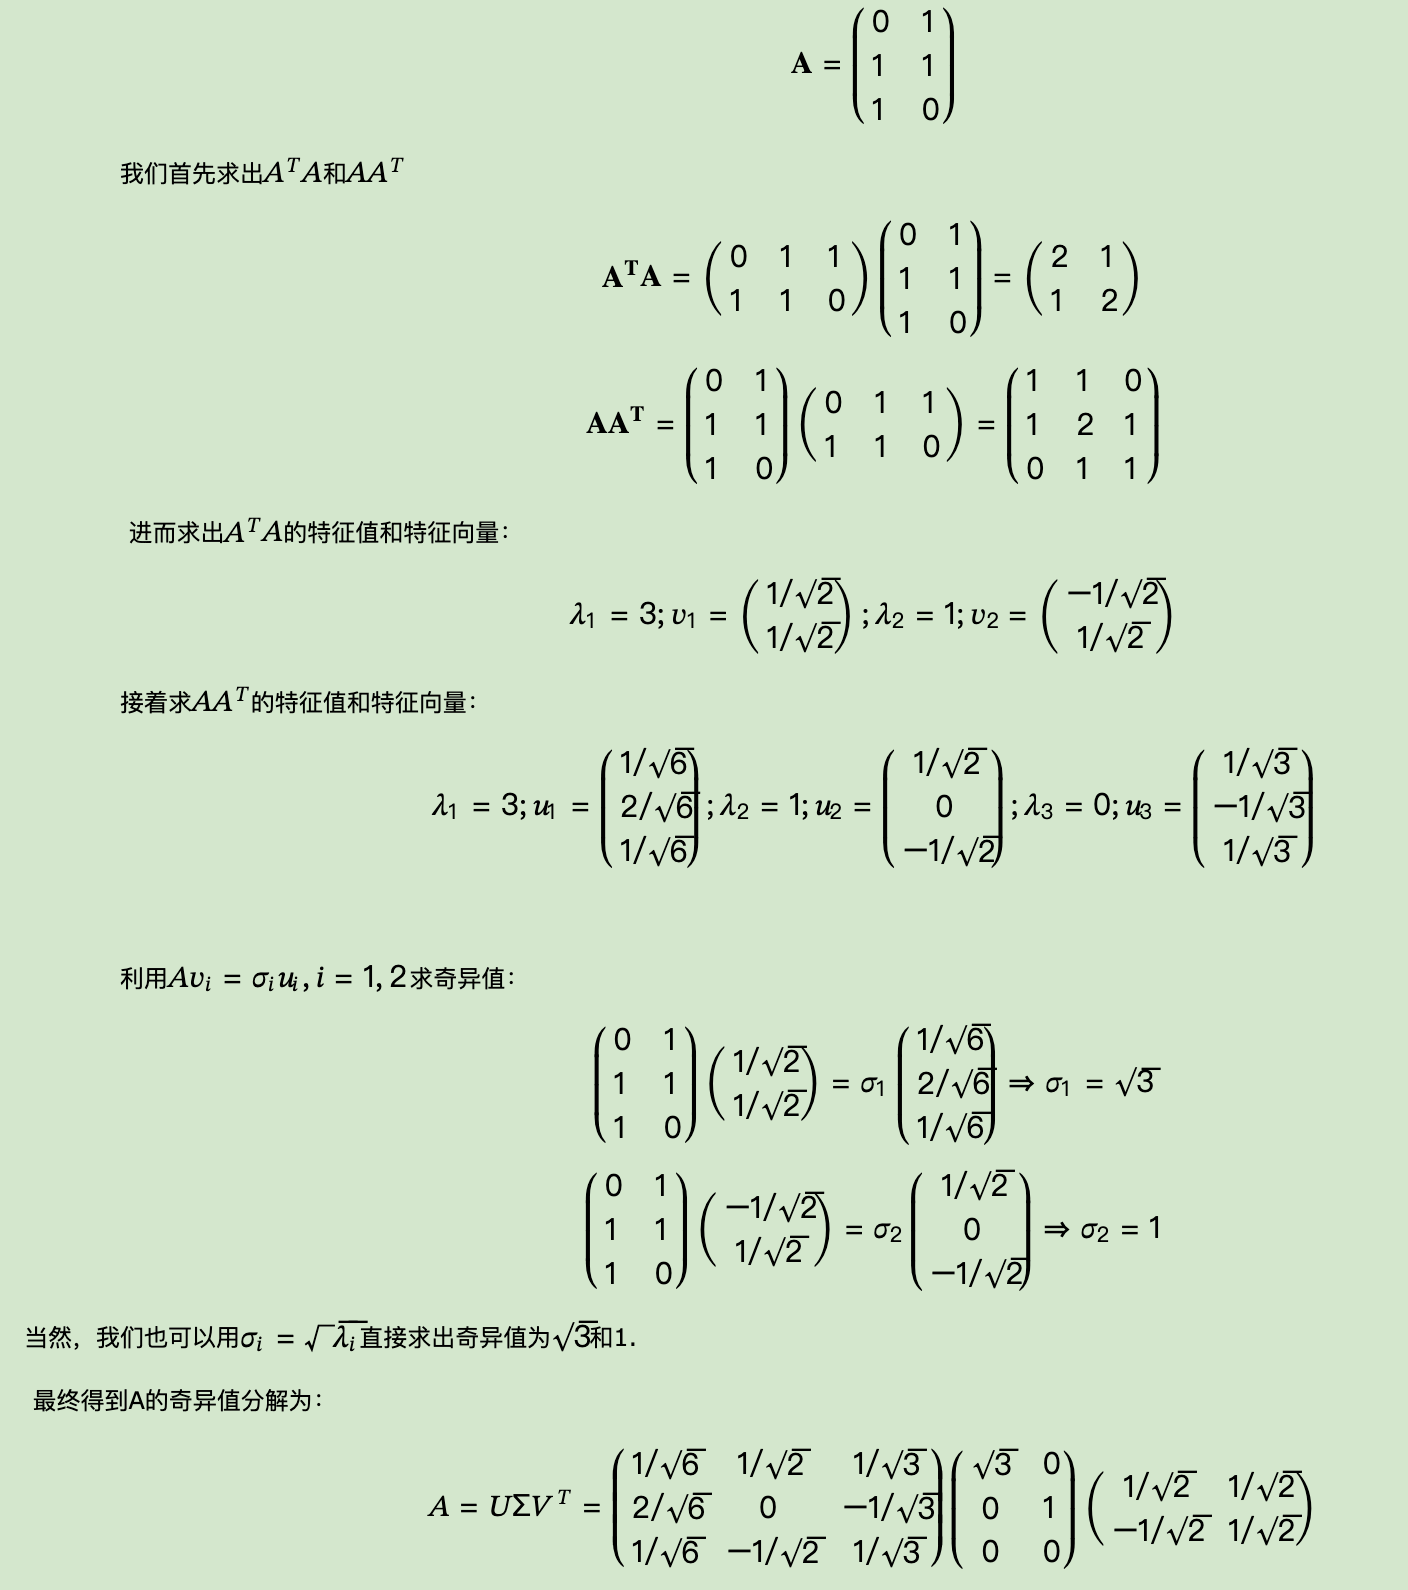 $$\mathbf{A} = \begin{pmatrix} 0 & 1 \\ 1 & 1 \\ 1 & 0 \end{pmatrix}$$
我们首先求出$A^TA$和$AA^T$
$$\mathbf{A^TA} = \begin{pmatrix} 0 & 1 & 1 \\ 1 & 1 & 0 \end{pmatrix} \begin{pmatrix} 0 & 1 \\ 1 & 1 \\ 1 & 0 \end{pmatrix} = \begin{pmatrix} 2 & 1 \\ 1 & 2 \end{pmatrix}$$
$$\mathbf{AA^T} = \begin{pmatrix} 0 & 1 \\ 1 & 1 \\ 1 & 0 \end{pmatrix} \begin{pmatrix} 0 & 1 & 1 \\ 1 & 1 & 0 \end{pmatrix} = \begin{pmatrix} 1 & 1 & 0 \\ 1 & 2 & 1 \\ 0 & 1 & 1 \end{pmatrix}$$
进而求出$A^TA$的特征值和特征向量：
$$\lambda_1 = 3; v_1 = \begin{pmatrix} 1/\sqrt{2} \\ 1/\sqrt{2} \end{pmatrix}; \lambda_2 = 1; v_2 = \begin{pmatrix} -1/\sqrt{2} \\ 1/\sqrt{2} \end{pmatrix}$$
接着求$AA^T$的特征值和特征向量：
$$\lambda_1 = 3; u_1 = \begin{pmatrix} 1/\sqrt{6} \\ 2/\sqrt{6} \\ 1/\sqrt{6} \end{pmatrix}; \lambda_2 = 1; u_2 = \begin{pmatrix} 1/\sqrt{2} \\ 0 \\ -1/\sqrt{2} \end{pmatrix}; \lambda_3 = 0; u_3 = \begin{pmatrix} 1/\sqrt{3} \\ -1/\sqrt{3} \\ 1/\sqrt{3} \end{pmatrix}$$
利用$Av_i = \sigma_i u_i, i = 1, 2$求奇异值：
$$\begin{pmatrix} 0 & 1 \\ 1 & 1 \\ 1 & 0 \end{pmatrix} \begin{pmatrix} 1/\sqrt{2} \\ 1/\sqrt{2} \end{pmatrix} = \sigma_1 \begin{pmatrix} 1/\sqrt{6} \\ 2/\sqrt{6} \\ 1/\sqrt{6} \end{pmatrix} \Rightarrow \sigma_1 = \sqrt{3}$$
$$\begin{pmatrix} 0 & 1 \\ 1 & 1 \\ 1 & 0 \end{pmatrix} \begin{pmatrix} -1/\sqrt{2} \\ 1/\sqrt{2} \end{pmatrix} = \sigma_2 \begin{pmatrix} 1/\sqrt{2} \\ 0 \\ -1/\sqrt{2} \end{pmatrix} \Rightarrow \sigma_2 = 1$$
当然，我们也可以用$\sigma_i = \sqrt{\lambda_i}$直接求出奇异值为$\sqrt{3}$和1.
最终得到A的奇异值分解为：
$$A = U\Sigma V^T = \begin{pmatrix} 1/\sqrt{6} & 1/\sqrt{2} & 1/\sqrt{3} \\ 2/\sqrt{6} & 0 & -1/\sqrt{3} \\ 1/\sqrt{6} & -1/\sqrt{2} & 1/\sqrt{3} \end{pmatrix} \begin{pmatrix} \sqrt{3} & 0 \\ 0 & 1 \\ 0 & 0 \end{pmatrix} \begin{pmatrix} 1/\sqrt{2} & 1/\sqrt{2} \\ -1/\sqrt{2} & 1/\sqrt{2} \end{pmatrix}$$